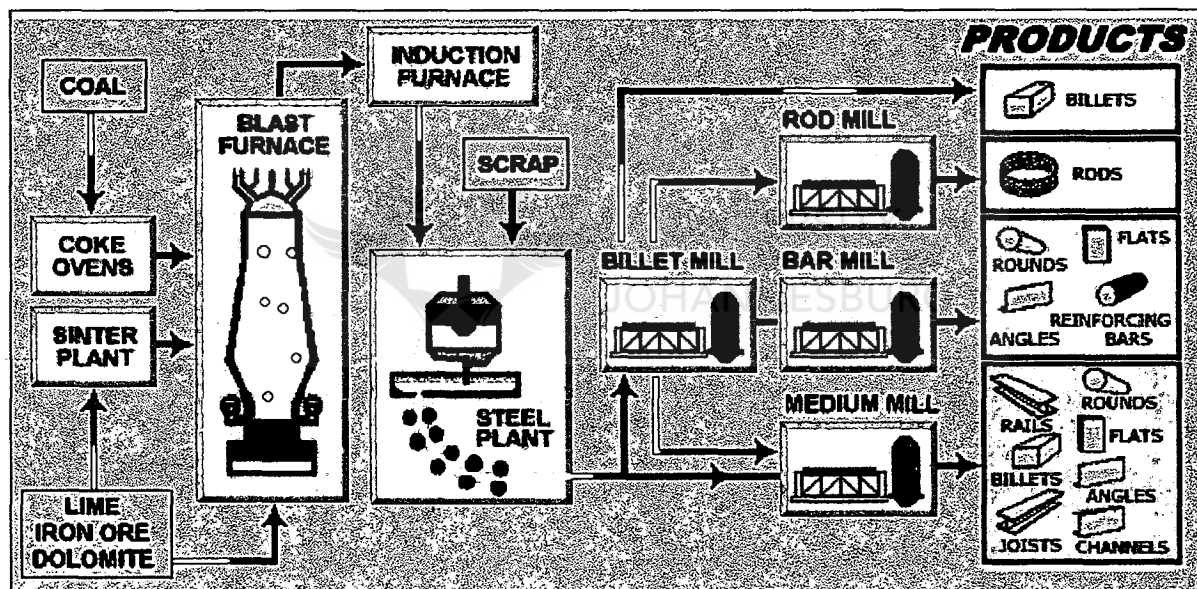 PRODUCTS
COAL
INDUCTION
FURNACE
BLAST
FURNACE
SCRAP
COKE
OVENS
SINTER
PLANT
LIME
IRON ORE
DOLOMITE
STEEL
PLANT
BILLET MILL
ROD MILL
BAR MILL
MEDIUM MILL
BILLETS
RODS
ROUNDS
FLATS
ANGLES
REINFORCING
BARS
RAILS
ROUNDS
FLATS
BILLETS
ANGLES
JOISTS
CHANNELS
JOHANNESBURG